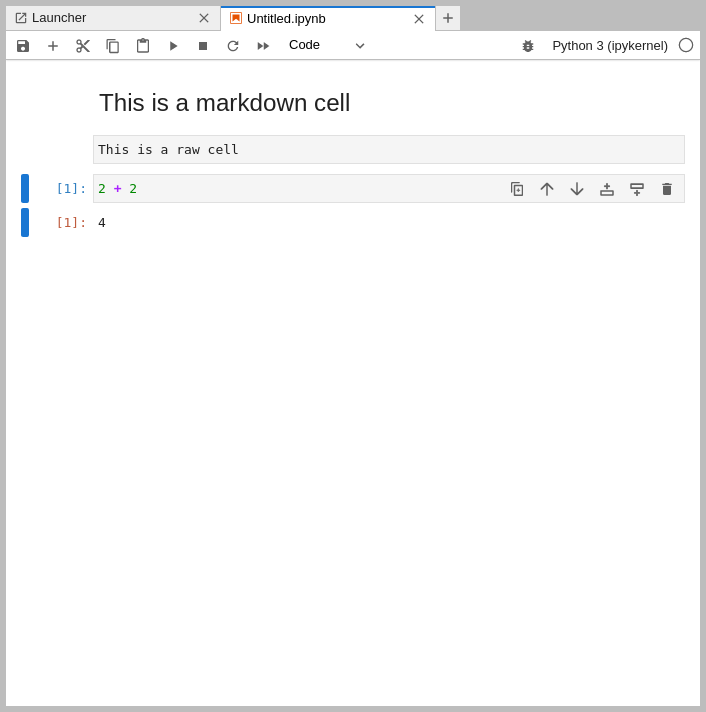 Launcher
Untitled.ipynb
Code
Python 3 (ipykernel)
This is a markdown cell
This is a raw cell
[1]: 2 + 2
[1]: 4